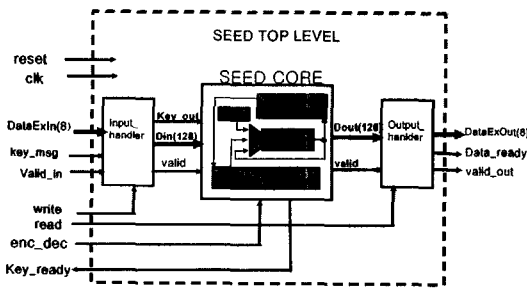 SEED TOP LEVEL
reset
clk
SEED CORE
DataExIn(8)
key_msg
Valid_in
Input_
handler
Key_out
Din(128)
valid
Dout(128)
valid
Output_
handler
DataExOut(8)
Data_ready
valid_out
write
read
enc_dec
Key_ready